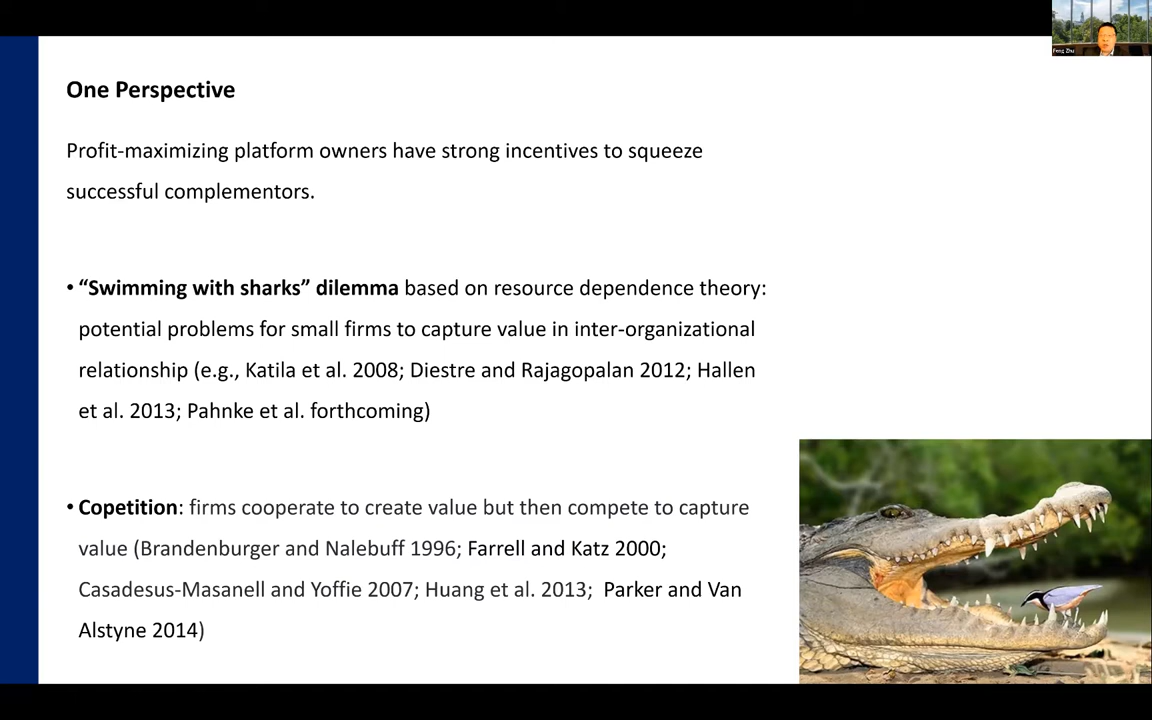 Feng Zhu
One Perspective
Profit-maximizing platform owners have strong incentives to squeeze
successful complementors.
• “Swimming with sharks” dilemma based on resource dependence theory:
potential problems for small firms to capture value in inter-organizational
relationship (e.g., Katila et al. 2008; Diestre and Rajagopalan 2012; Hallen
et al. 2013; Pahnke et al. forthcoming)
• Copetition: firms cooperate to create value but then compete to capture
value (Brandenburger and Nalebuff 1996; Farrell and Katz 2000;
Casadesus-Masanell and Yoffie 2007; Huang et al. 2013; Parker and Van
Alstyne 2014)